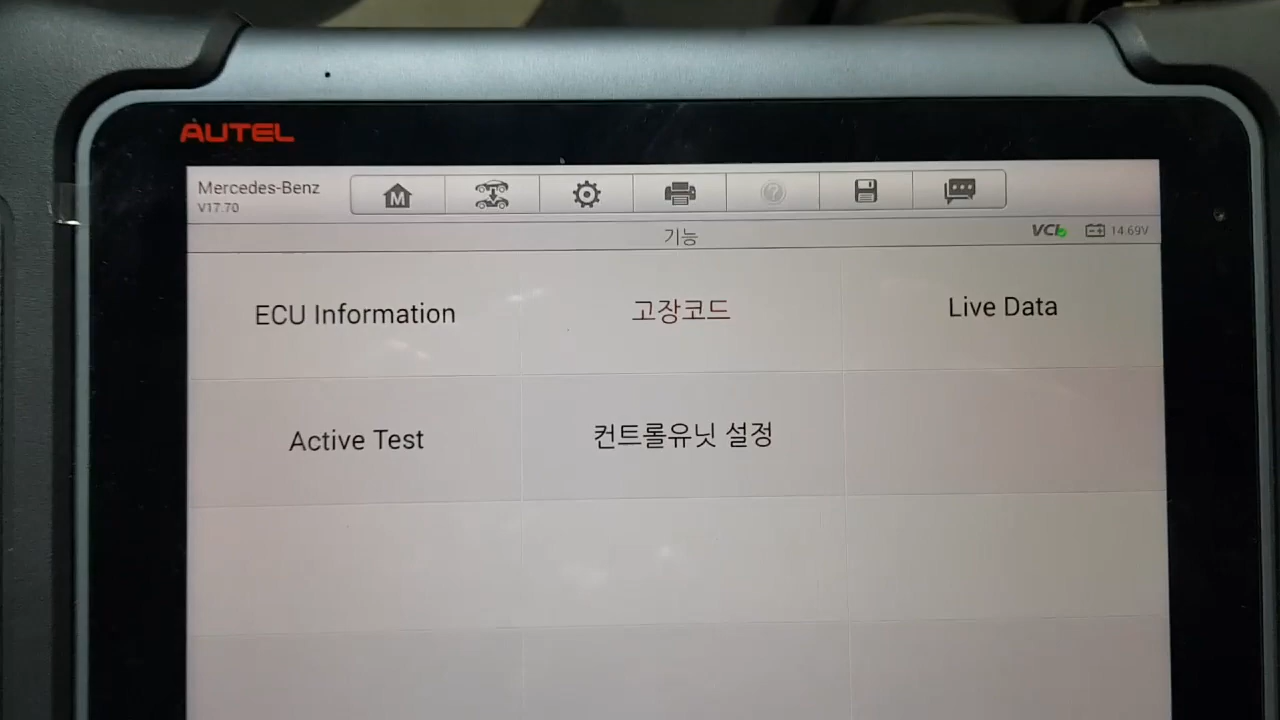 AUTEL
Mercedes-Benz
V17.70
M
기능
VCI
14.69V
ECU Information
고장코드
Live Data
Active Test
컨트롤유닛 설정